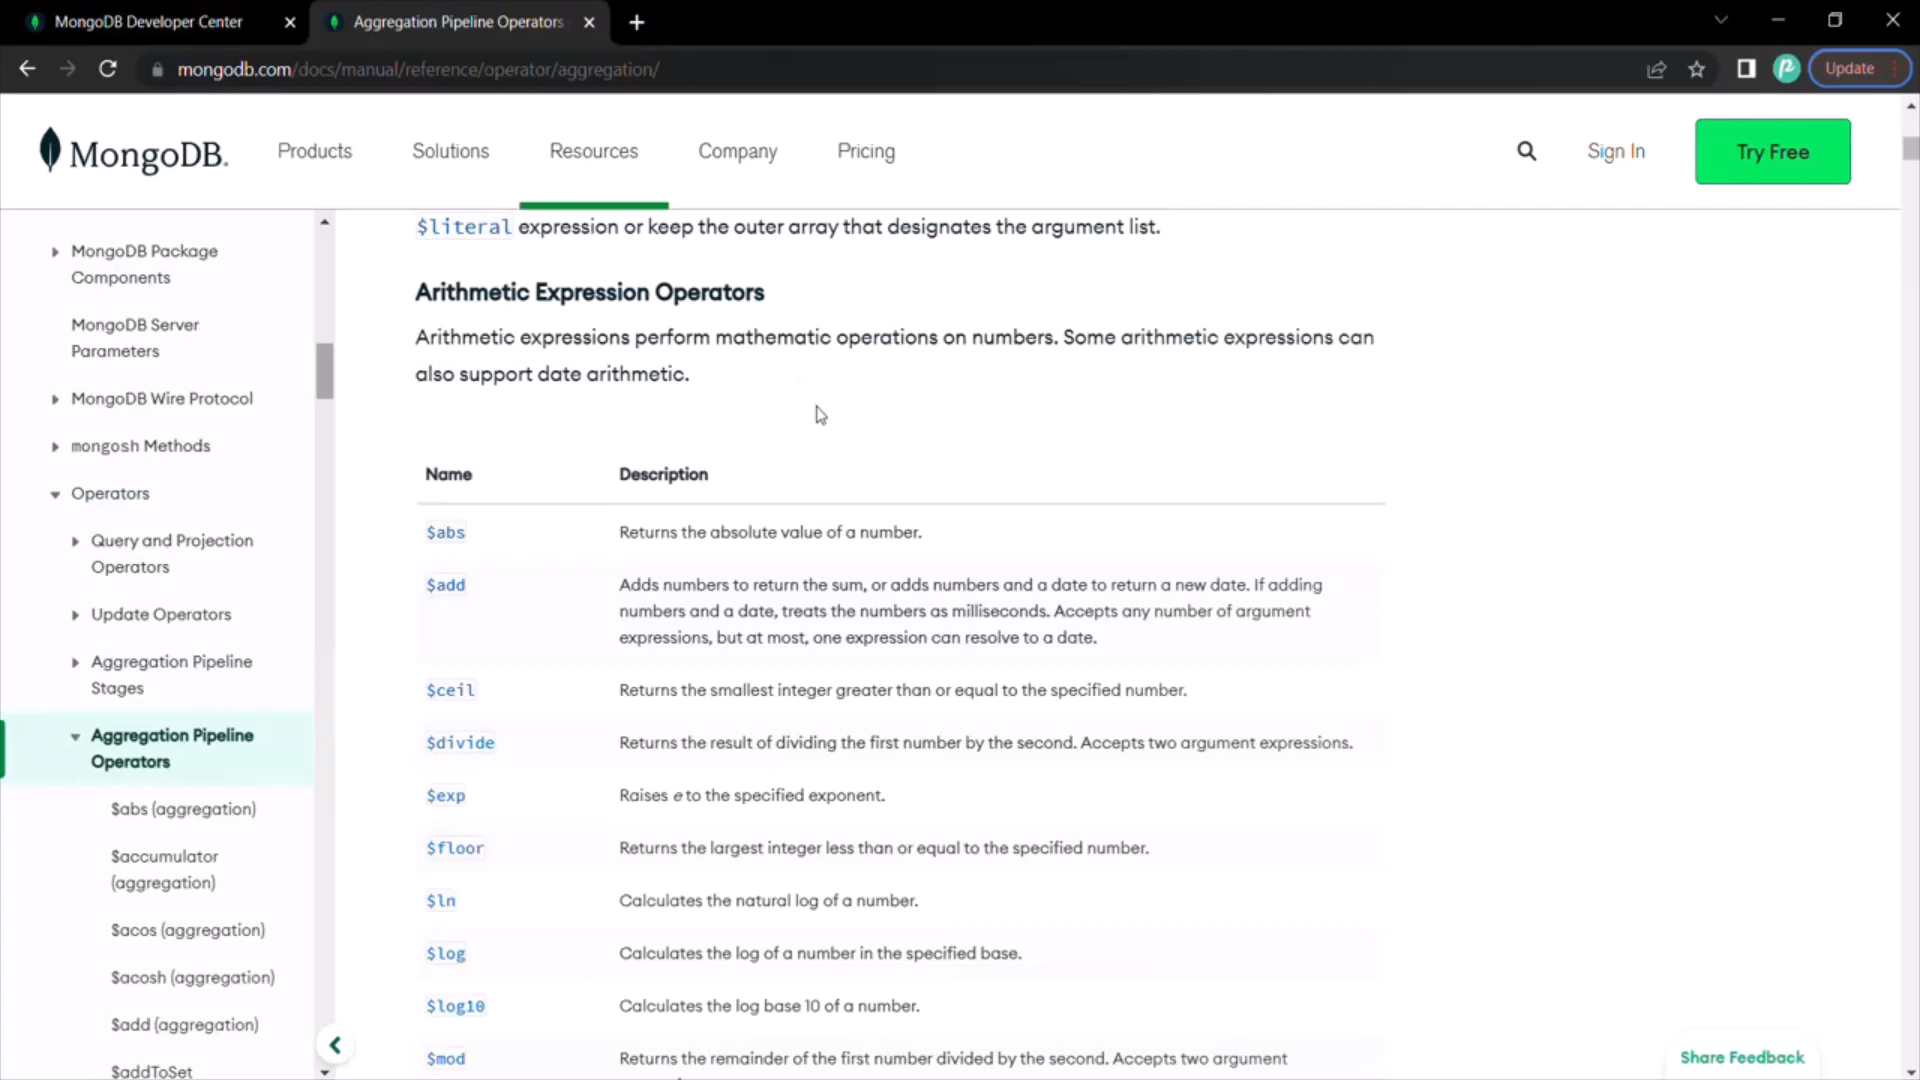 MongoDB Developer Center
Aggregation Pipeline Operators
mongodb.com/docs/manual/reference/operator/aggregation/
Update
MongoDB.
Products
Solutions
Resources
Company
Pricing
Sign In
Try Free
MongoDB Package
Components
MongoDB Server
Parameters
MongoDB Wire Protocol
mongosh Methods
Operators
Query and Projection
Operators
Update Operators
Aggregation Pipeline
Stages
Aggregation Pipeline
Operators
$abs (aggregation)
$accumulator
(aggregation)
$acos (aggregation)
$acosh (aggregation)
$add (aggregation)
$addToSet
$literal expression or keep the outer array that designates the argument list.
Arithmetic Expression Operators
Arithmetic expressions perform mathematic operations on numbers. Some arithmetic expressions can
also support date arithmetic.
Name Description
$abs Returns the absolute value of a number.
$add Adds numbers to return the sum, or adds numbers and a date to return a new date. If adding
numbers and a date, treats the numbers as milliseconds. Accepts any number of argument
expressions, but at most, one expression can resolve to a date.
$ceil Returns the smallest integer greater than or equal to the specified number.
$divide Returns the result of dividing the first number by the second. Accepts two argument expressions.
$exp Raises e to the specified exponent.
$floor Returns the largest integer less than or equal to the specified number.
$ln Calculates the natural log of a number.
$log Calculates the log of a number in the specified base.
$log10 Calculates the log base 10 of a number.
$mod Returns the remainder of the first number divided by the second. Accepts two argument
Share Feedback